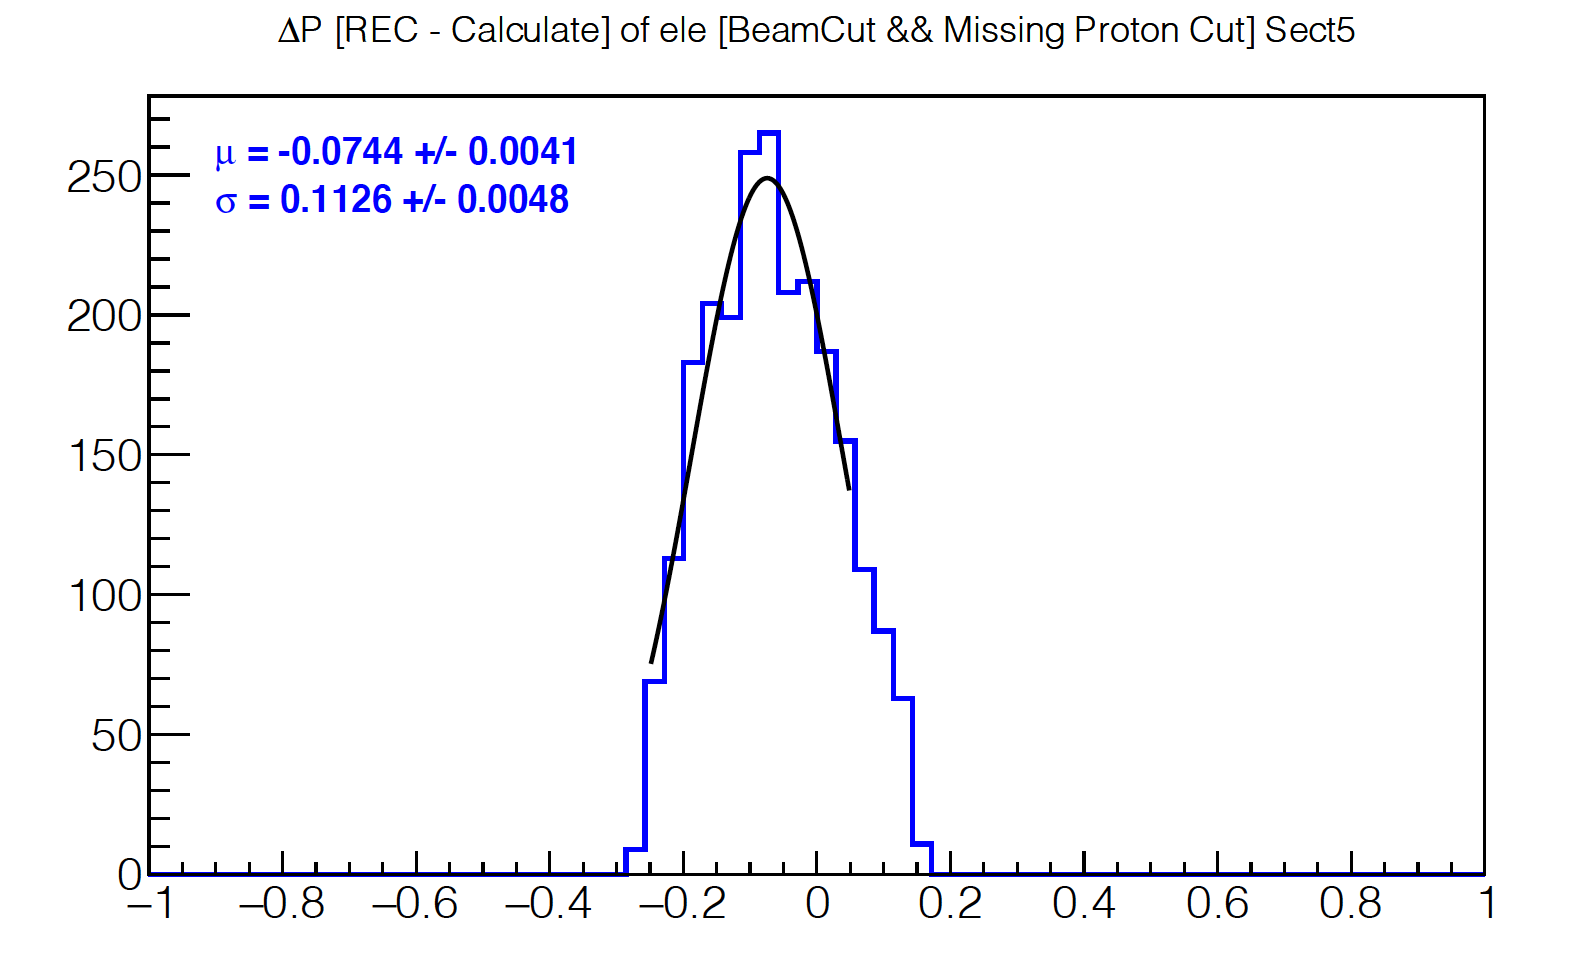 ΔP [REC - Calculate] of ele [BeamCut && Missing Proton Cut] Sect5
μ = -0.0744 +/- 0.0041
σ = 0.1126 +/- 0.0048
250
200
150
100
50
0
−1 −0.8 −0.6 −0.4 −0.2 0 0.2 0.4 0.6 0.8 1